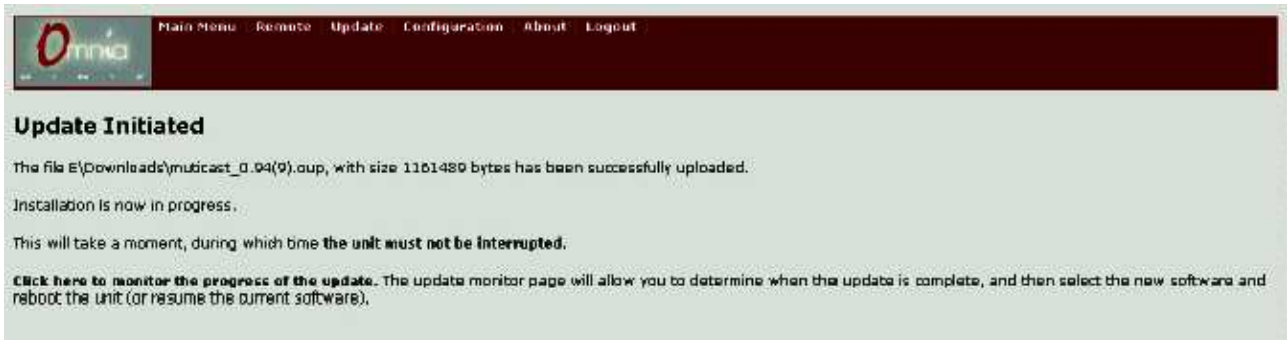 Omnia
Main Menu Remote Update Configuration About Logout
Update Initiated
The file E\Downloads\muticast_0.94(9).oup, with size 1161489 bytes has been successfully uploaded.
Installation is now in progress.
This will take a moment, during which time the unit must not be interrupted.
Click here to monitor the progress of the update. The update monitor page will allow you to determine when the update is complete, and then select the new software and
reboot the unit (or resume the current software).